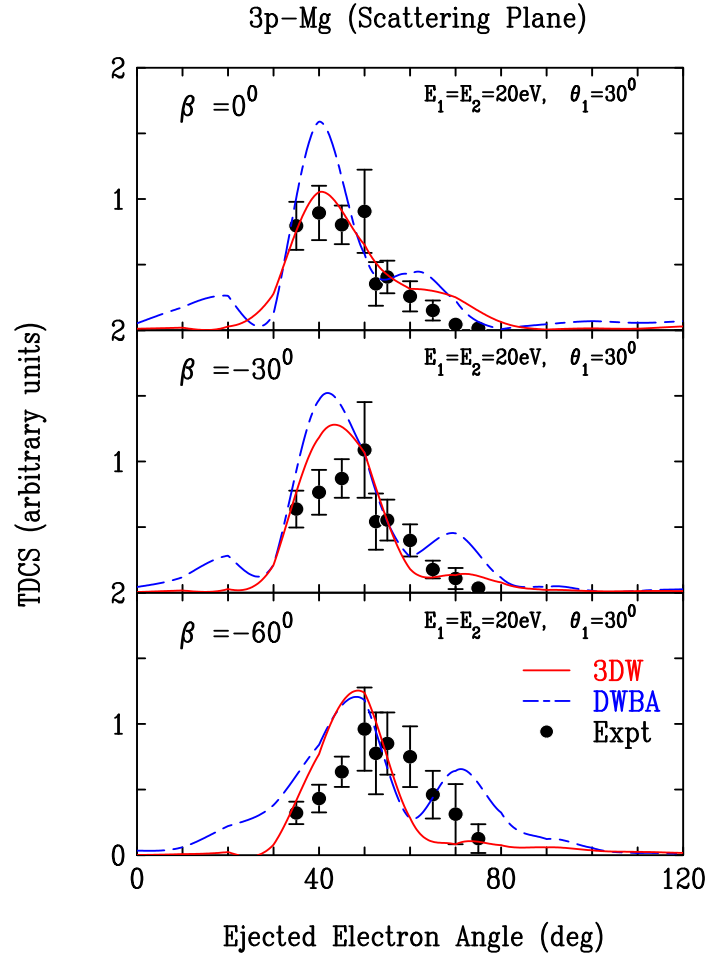 3p-Mg (Scattering Plane)
2
β =0⁰
E₁=E₂=20eV, θ₁=30⁰
1
2
β =-30⁰
E₁=E₂=20eV, θ₁=30⁰
1
2
β =-60⁰
E₁=E₂=20eV, θ₁=30⁰
3DW
DWBA
Expt
1
0
TDCS (arbitrary units)
0 40 80 120
Ejected Electron Angle (deg)